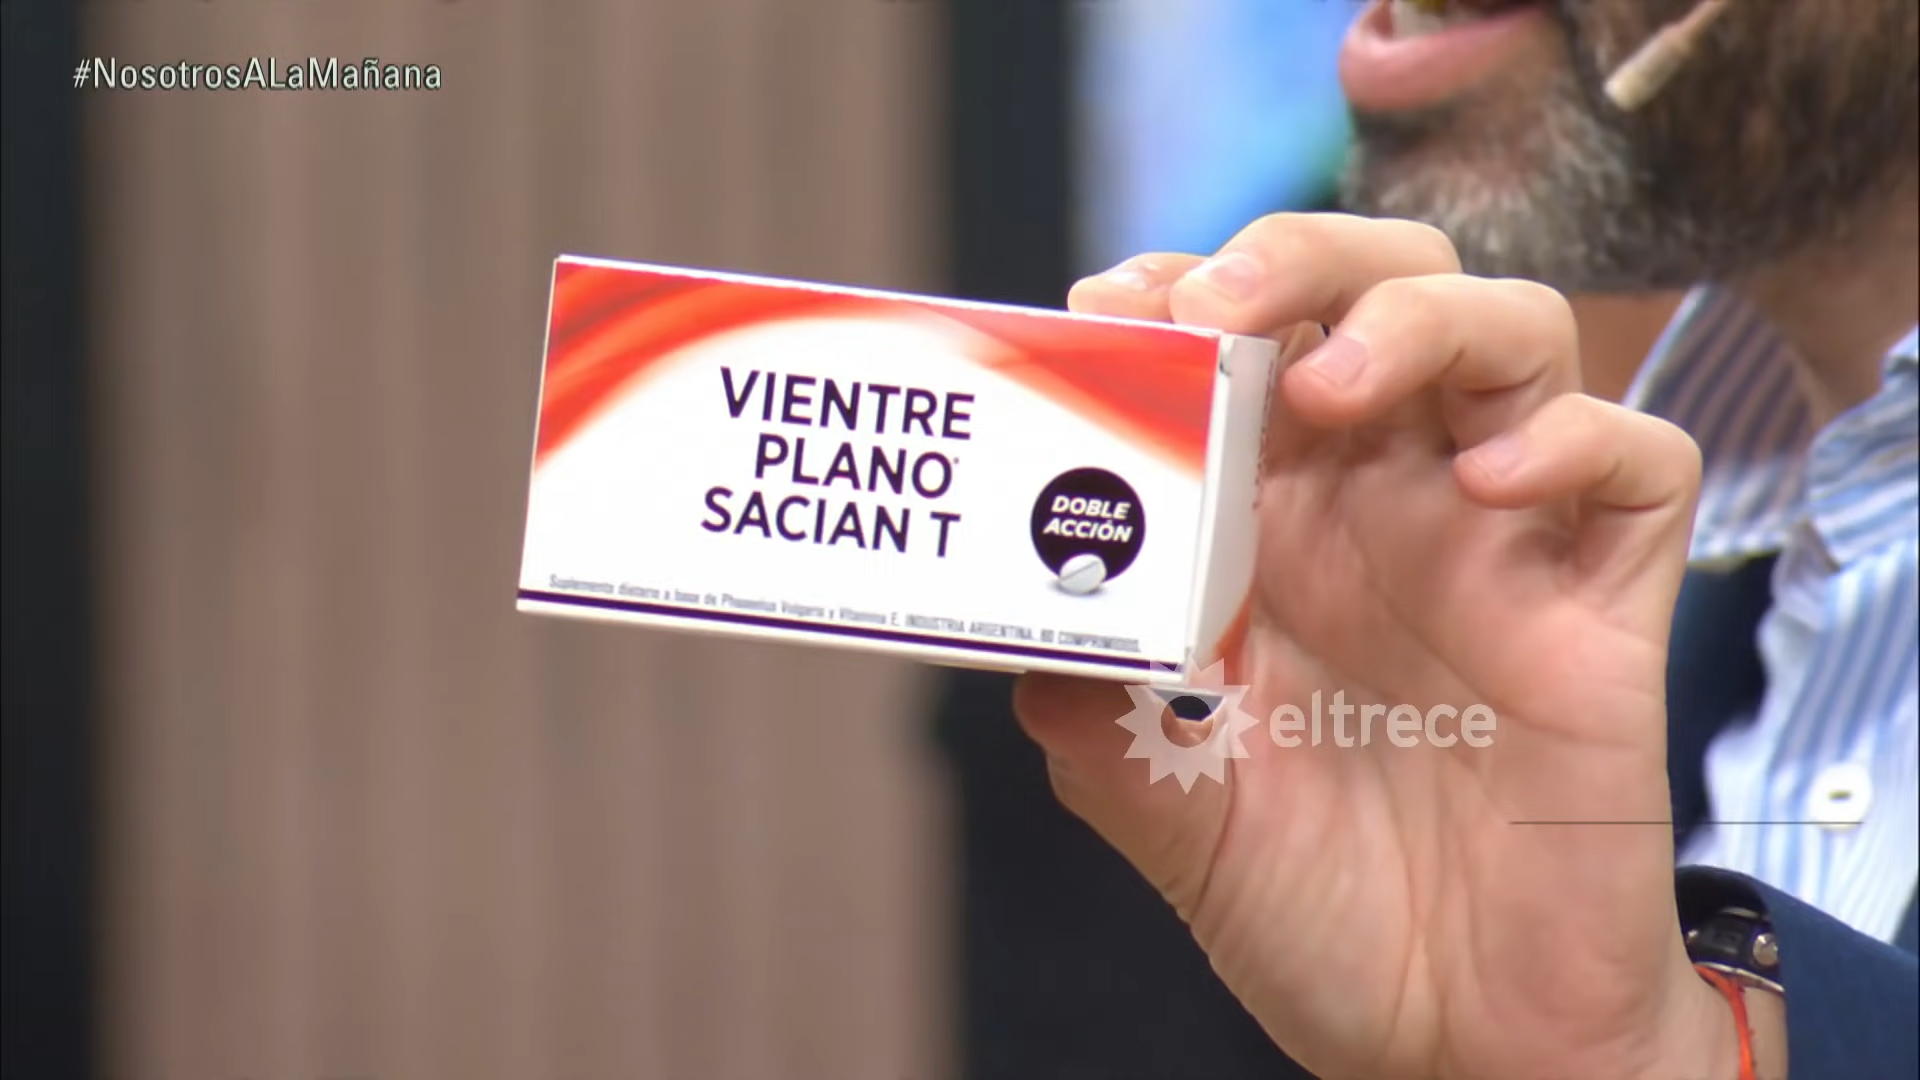 #NosotrosALaMañana
VIENTRE
PLANO
SACIAN T
DOBLE
ACCIÓN
Suplemento dietario a base de Phaseolus Vulgaris y Vitamina E. INDUSTRIA ARGENTINA. 60 COMPRIMIDOS.
eltrece